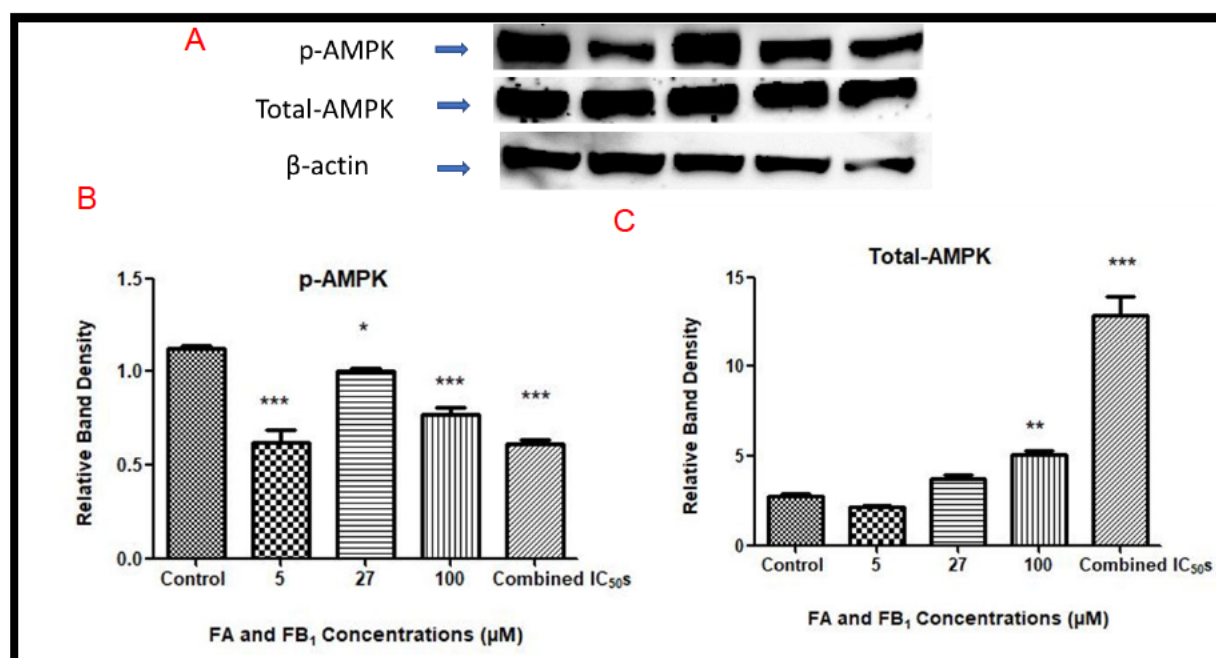 A
p-AMPK
Total-AMPK
β-actin
B
p-AMPK
Relative Band Density
1.5
1.0
0.5
0.0
*
***
***
***
Control 5 27 100 Combined IC₅₀s
FA and FB₁ Concentrations (µM)
C
Total-AMPK
Relative Band Density
15
10
5
0
***
**
Control 5 27 100 Combined IC₅₀s
FA and FB₁ Concentrations (µM)